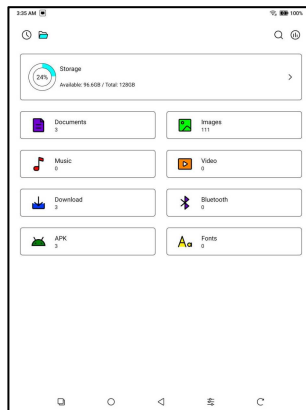 3:35 AM
100%
Storage
24%
Available: 96.6GB / Total: 128GB
Documents
3
Images
111
Music
0
Video
0
Download
3
Bluetooth
0
APK
3
Fonts
0